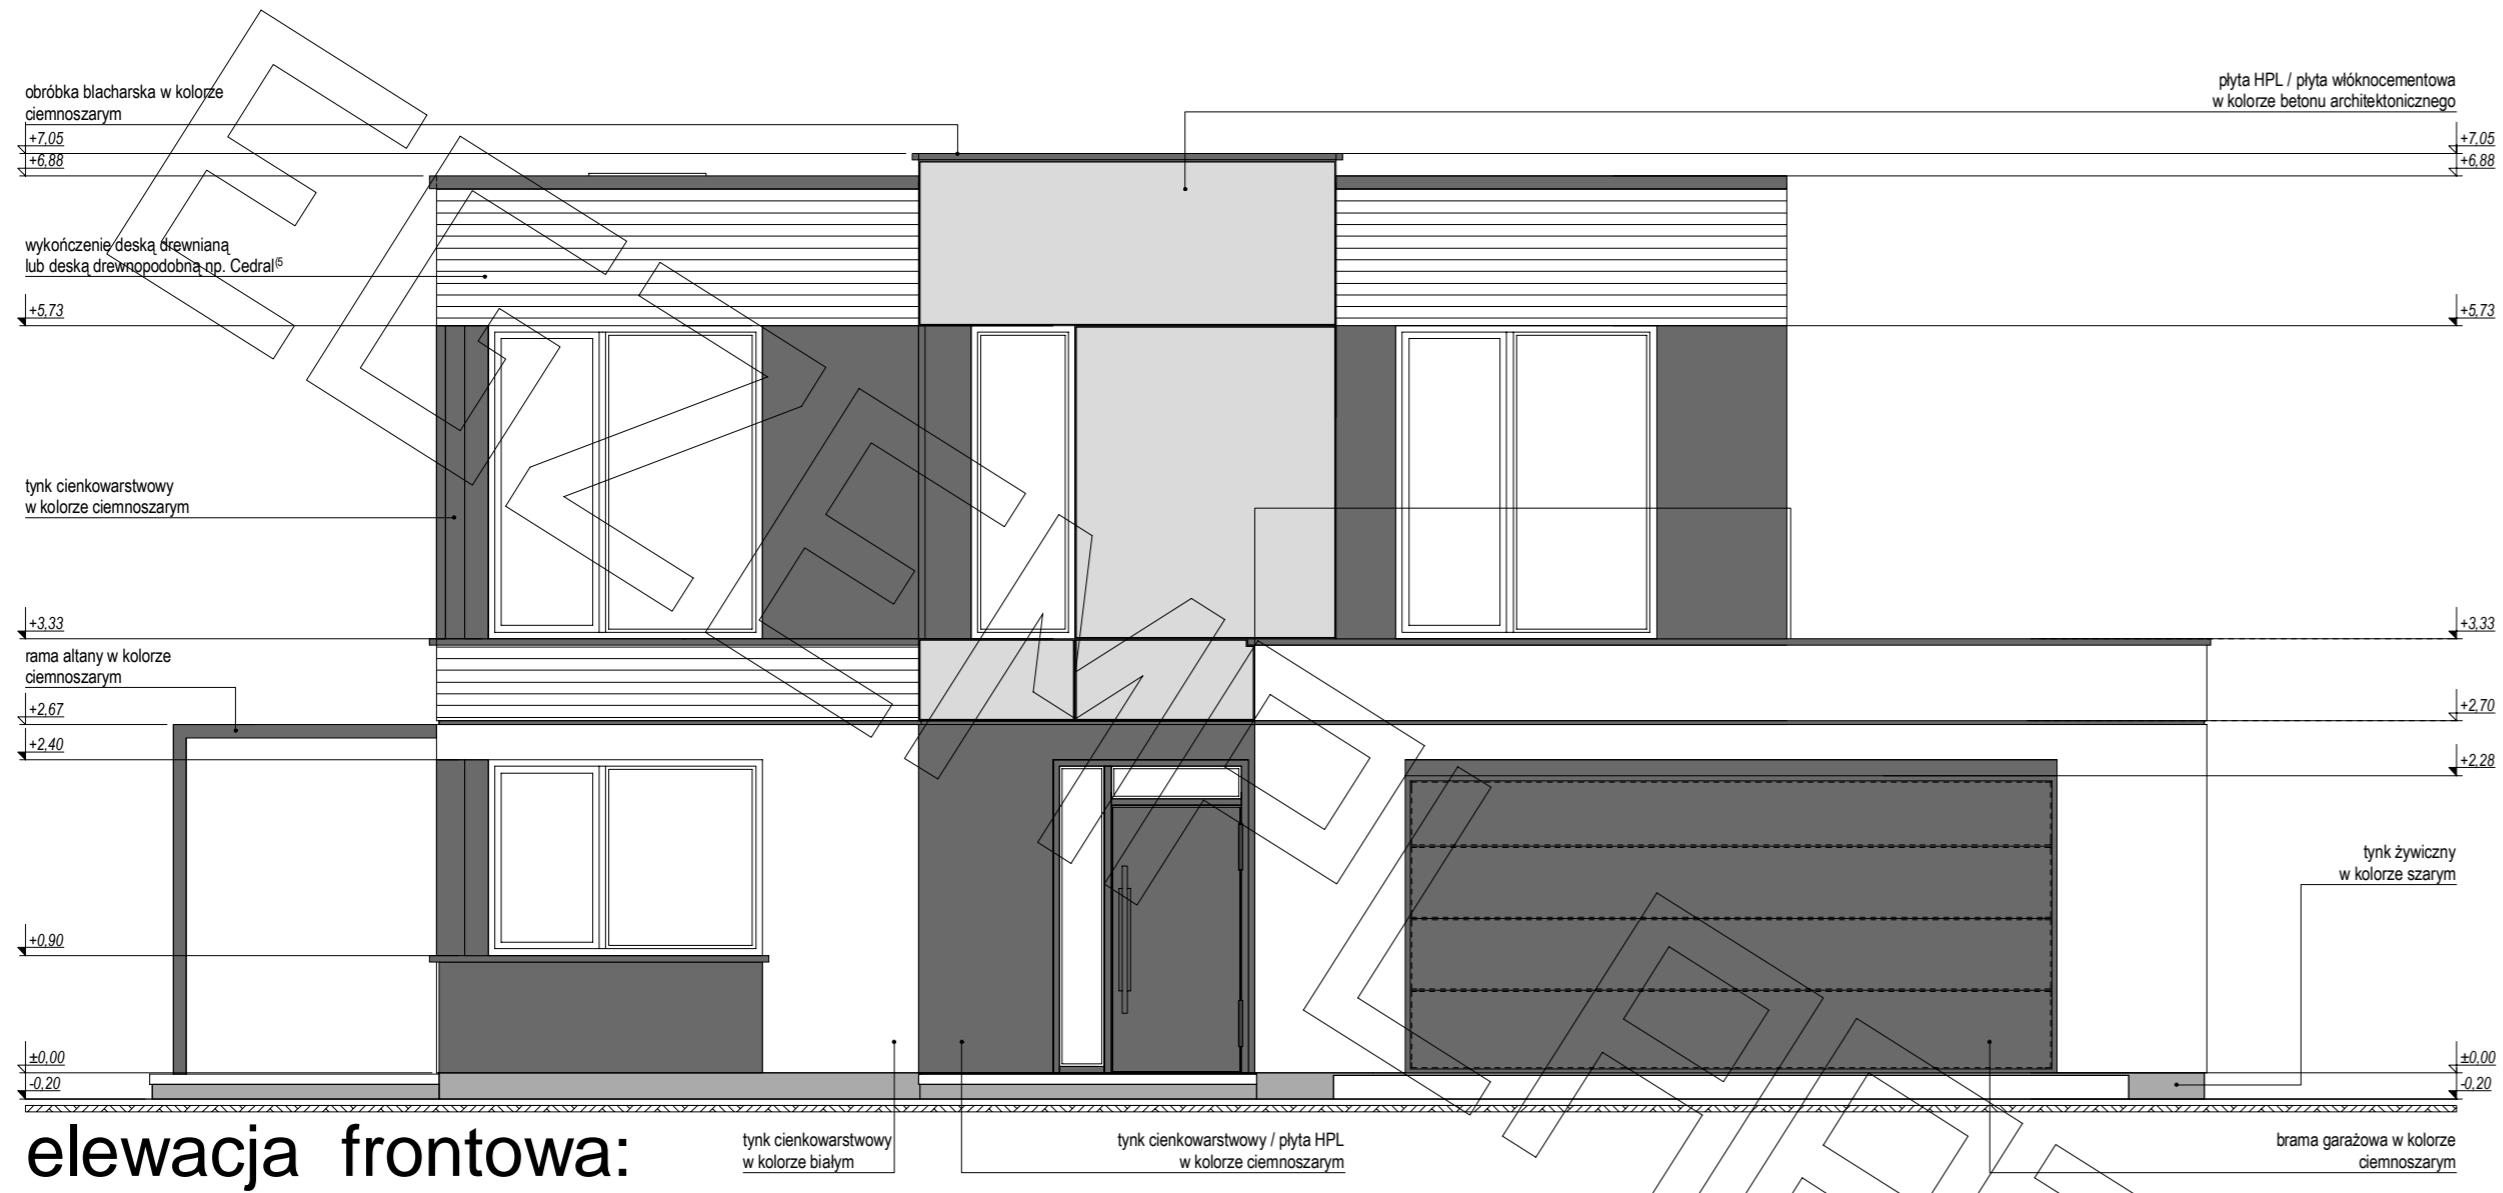 obróbka blacharska w kolorze
ciemnoszarym
+7,05
+6,88
wykończenie deską drewnianą
lub deską drewnopodobną np. Cedral(5
+5,73
tynk cienkowarstwowy
w kolorze ciemnoszarym
+3,33
rama altany w kolorze
ciemnoszarym
+2,67
+2,40
+0,90
±0,00
-0,20
płyta HPL / płyta włóknocementowa
w kolorze betonu architektonicznego
+7,05
+6,88
+5,73
+3,33
+2,70
+2,28
tynk żywiczny
w kolorze szarym
±0,00
-0,20
elewacja frontowa:
tynk cienkowarstwowy
w kolorze białym
tynk cienkowarstwowy / płyta HPL
w kolorze ciemnoszarym
brama garażowa w kolorze
ciemnoszarym